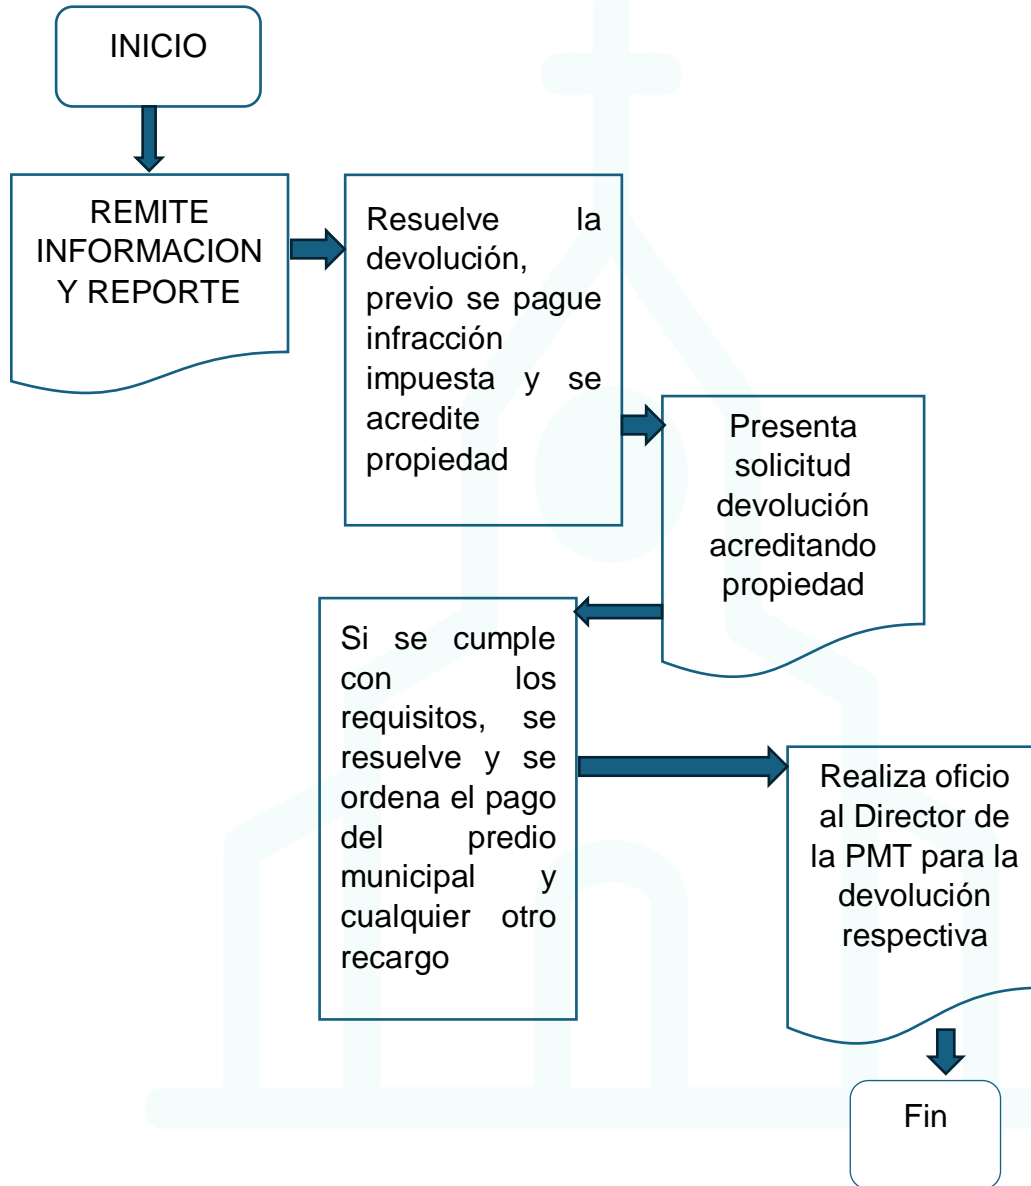 INICIO
REMITE
INFORMACION
Y REPORTE
Resuelve la
devolución,
previo se pague
infracción
impuesta y se
acredite
propiedad
Presenta
solicitud
devolución
acreditando
propiedad
Si se cumple
con los
requisitos, se
resuelve y se
ordena el pago
del predio
municipal y
cualquier otro
recargo
Realiza oficio
al Director de
la PMT para la
devolución
respectiva
Fin